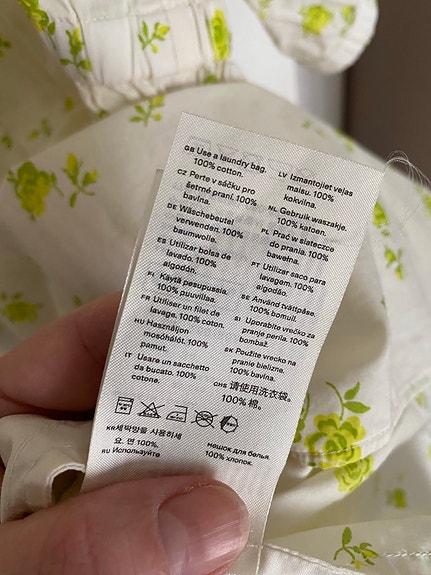 GB Use a laundry bag.
100% cotton.
CZ Perte v sáčku pro
šetrné praní. 100%
bavlna.
DE Wäschebeutel
verwenden. 100%
baumwolle.
ES Utilizar bolsa de
lavado. 100%
algodón.
FI Käytä pesupussia.
100% puuvillaa.
FR Utiliser un filet de
lavage. 100% coton.
HU Használjon
mosóhálót. 100%
pamut.
IT Usare un sacchetto
da bucato. 100%
cotone.
LV Izmantojiet veļas
maisu. 100%
kokvilna.
NL Gebruik waszakje.
100% katoen.
PL Prać w siateczce
do prania. 100%
bawełna.
PT Utilizar saco para
lavagem. 100%
algodão.
SE Använd tvättpåse.
100% bomull.
SI Uporabite vrečko za
pranje perila. 100%
bombaž.
SK Použite vrecko na
pranie bielizne.
100% bavlna.
CHS 请使用洗衣袋。
100% 棉。
KR 세탁망을 사용하세
요. 면 100%.
RU Используйте
мешок для белья.
100% хлопок.